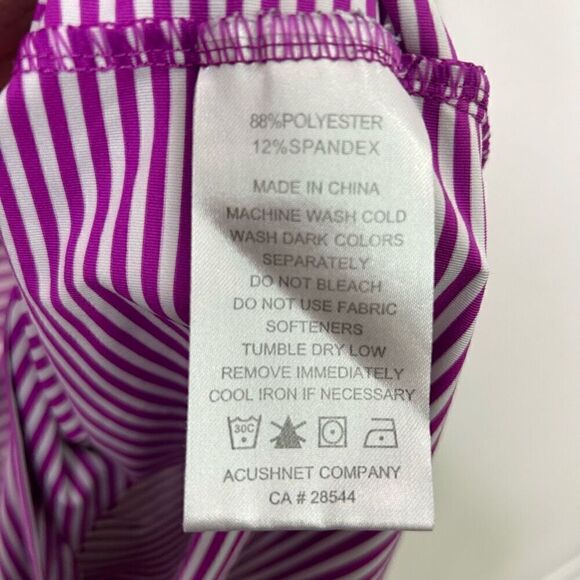 88%POLYESTER
12%SPANDEX
MADE IN CHINA
MACHINE WASH COLD
WASH DARK COLORS
SEPARATELY
DO NOT BLEACH
DO NOT USE FABRIC
SOFTENERS
TUMBLE DRY LOW
REMOVE IMMEDIATELY
COOL IRON IF NECESSARY
30C
ACUSHNET COMPANY
CA # 28544